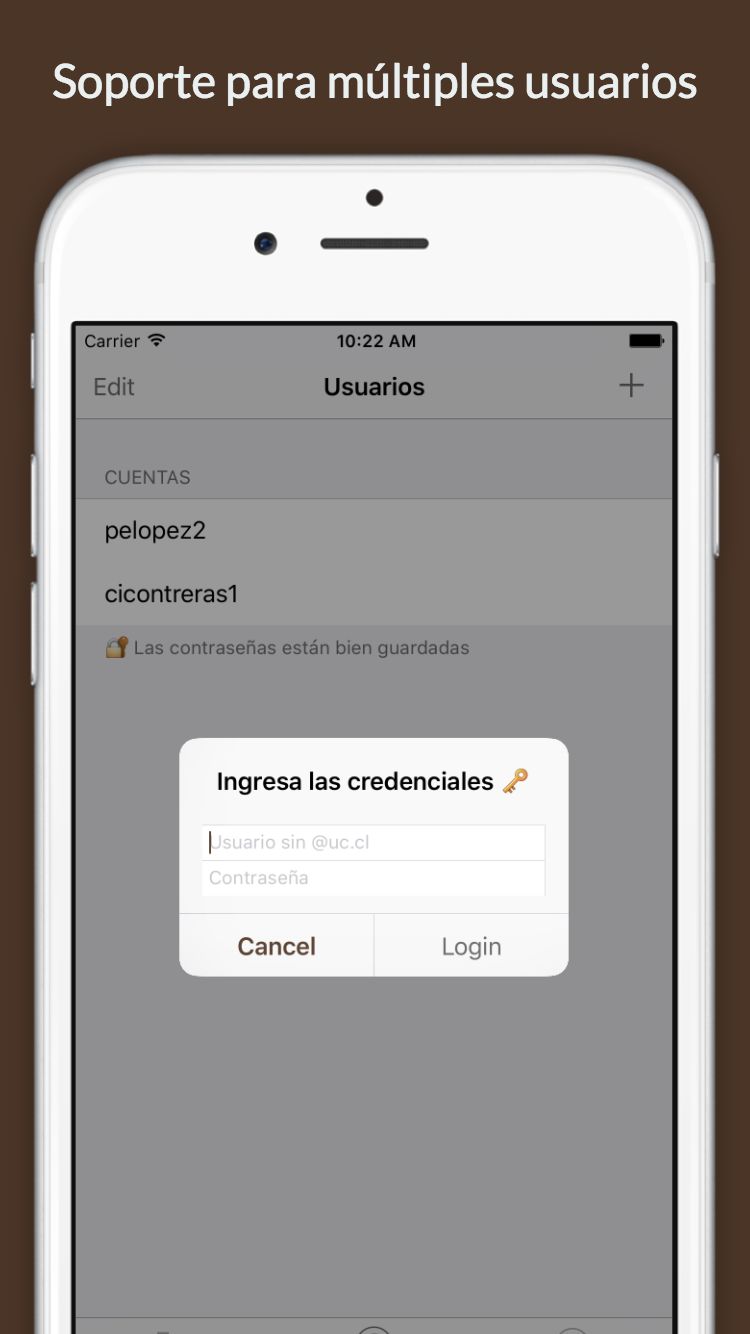 Soporte para múltiples usuarios
Carrier 10:22 AM
Edit Usuarios +
CUENTAS
pelopez2
cicontreras1
🔐 Las contraseñas están bien guardadas
Ingresa las credenciales 🔑
Usuario sin @uc.cl
Contraseña
Cancel Login